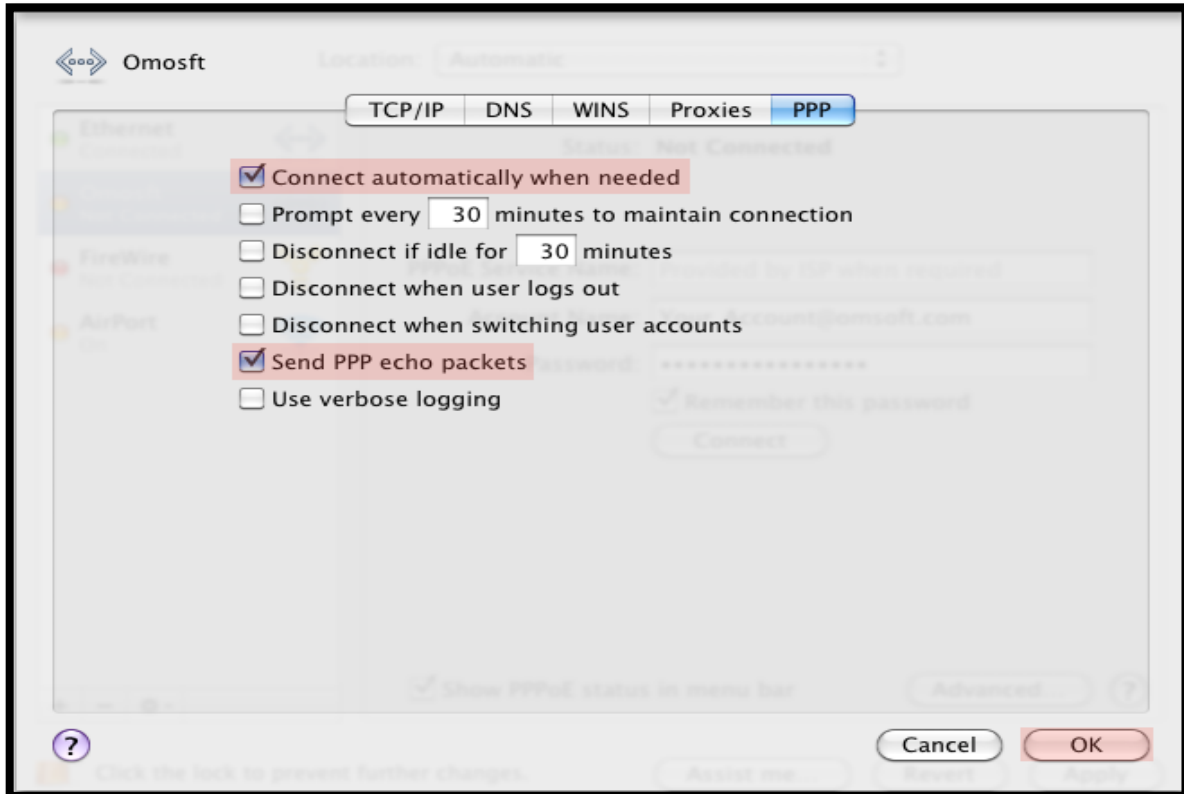 Omosft
Location: Automatic
TCP/IP DNS WINS Proxies PPP
Ethernet
Connected
Status: Not Connected
Connect automatically when needed
Prompt every 30 minutes to maintain connection
Not Connected
Disconnect if idle for 30 minutes
FireWire
Not Connected
PPPoE Service Name: Provided by ISP when required
Disconnect when user logs out
Account Name: Your_Account@omsoft.com
Disconnect when switching user accounts
AirPort
On
Send PPP echo packets
Password: ••••••••••••••••
Use verbose logging
Remember this password
Connect
Show PPPoE status in menu bar
Advanced... ?
+ −
? Cancel OK
Click the lock to prevent further changes.
Assist me... Revert Apply